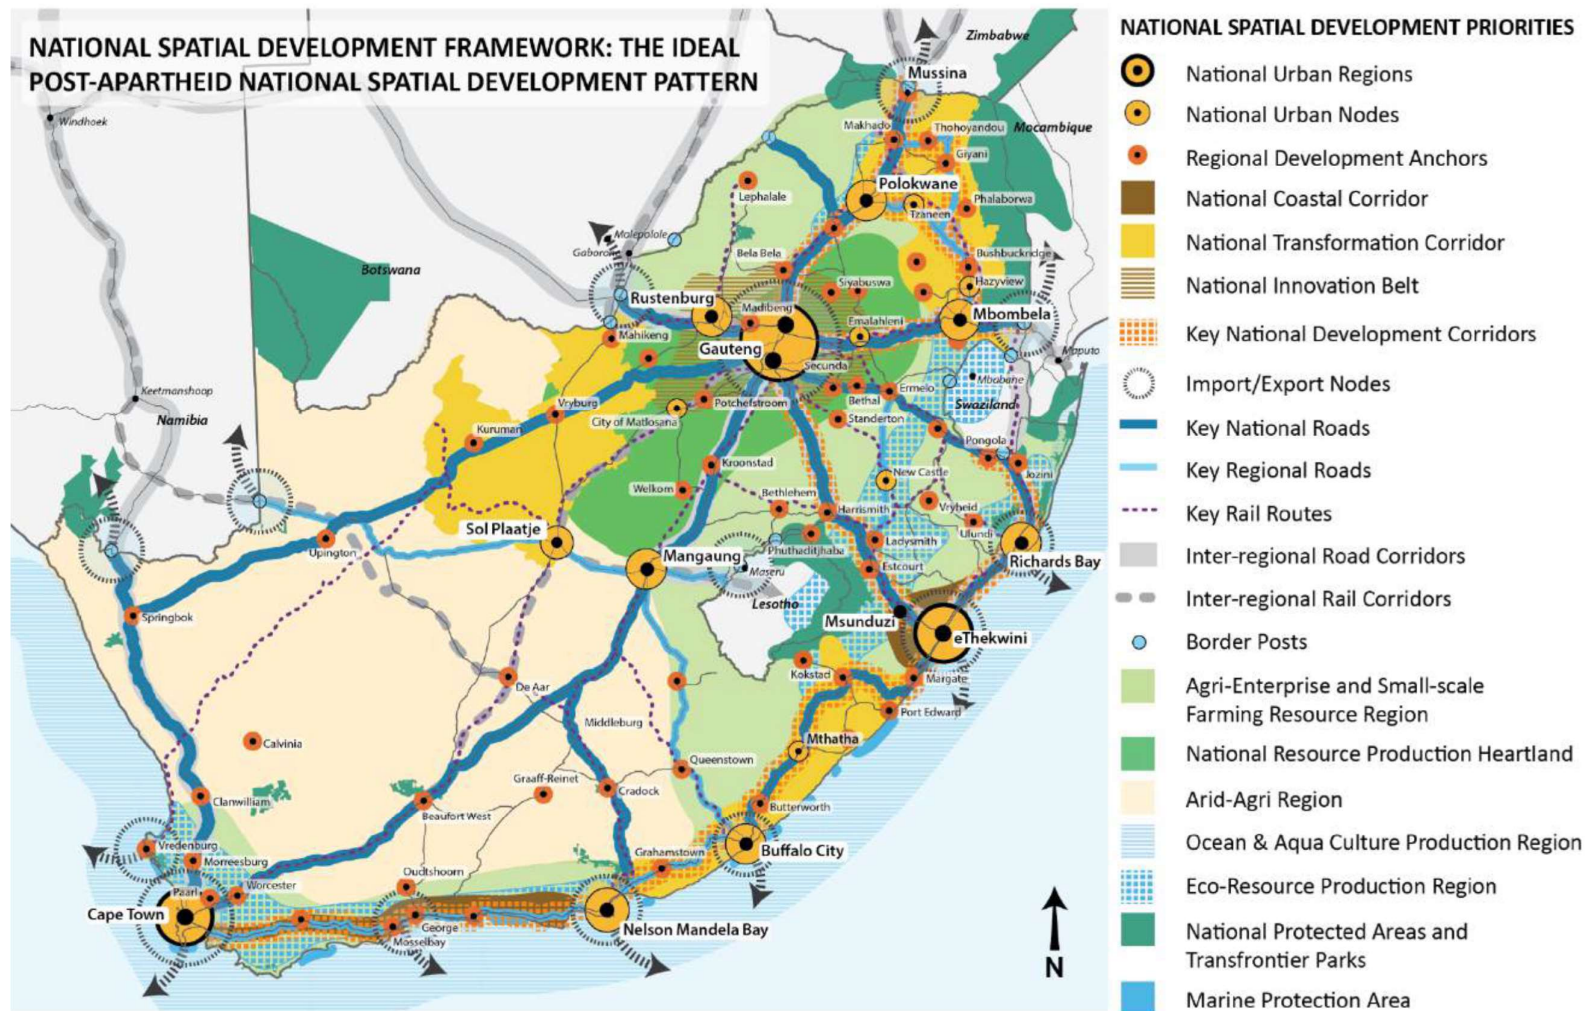 NATIONAL SPATIAL DEVELOPMENT FRAMEWORK: THE IDEAL
POST-APARTHEID NATIONAL SPATIAL DEVELOPMENT PATTERN
Zimbabwe
Mussina
Windhoek
Makhado
Thohoyandou
Mocambique
Giyani
Polokwane
Lephalale
Tzaneen
Phalaborwa
Molepolole
Gaborone
Botswana
Bela Bela
Bushbuckridge
Siyabuswa
Hazyview
Rustenburg
Madibeng
Mbombela
Emalahleni
Mahikeng
Gauteng
Maputo
Secunda
Mbabane
Keetmanshoop
Ermelo
Bethal
Swaziland
Namibia
Vryburg
Potchefstroom
City of Matlosana
Standerton
Kuruman
Pongola
Kroonstad
New Castle
Jozini
Welkom
Bethlehem
Harrismith
Vryheid
Sol Plaatje
Ulundi
Upington
Mangaung
Phuthaditjhaba
Ladysmith
Maseru
Estcourt
Richards Bay
Lesotho
Springbok
Msunduzi
eThekwini
Kokstad
Margate
De Aar
Port Edward
Middleburg
Calvinia
Mthatha
Queenstown
Graaff-Reinet
Cradock
Clanwilliam
Beaufort West
Butterworth
Vredenburg
Grahamstown
Buffalo City
Morreesburg
Oudtshoorn
Paarl
Worcester
Cape Town
George
Mosselbay
Nelson Mandela Bay
N
NATIONAL SPATIAL DEVELOPMENT PRIORITIES
National Urban Regions
National Urban Nodes
Regional Development Anchors
National Coastal Corridor
National Transformation Corridor
National Innovation Belt
Key National Development Corridors
Import/Export Nodes
Key National Roads
Key Regional Roads
Key Rail Routes
Inter-regional Road Corridors
Inter-regional Rail Corridors
Border Posts
Agri-Enterprise and Small-scale
Farming Resource Region
National Resource Production Heartland
Arid-Agri Region
Ocean & Aqua Culture Production Region
Eco-Resource Production Region
National Protected Areas and
Transfrontier Parks
Marine Protection Area